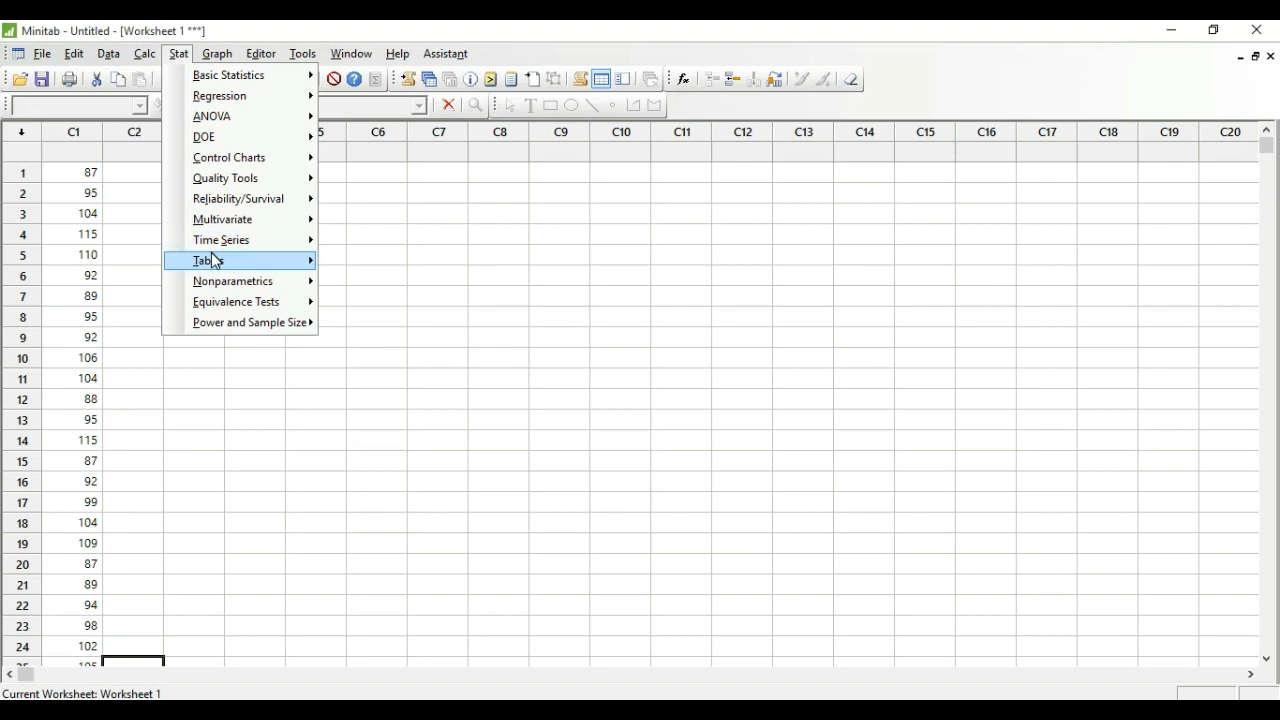 Minitab - Untitled - [Worksheet 1 ***]
File Edit Data Calc Stat Graph Editor Tools Window Help Assistant
Basic Statistics
Regression
ANOVA
DOE
Control Charts
Quality Tools
Reliability/Survival
Multivariate
Time Series
Nonparametrics
Equivalence Tests
Power and Sample Size
C1 C2 C6 C7 C8 C9 C10 C11 C12 C13 C14 C15 C16 C17 C18 C19 C20
1 87
2 95
3 104
4 115
5 110
6 92
7 89
8 95
9 92
10 106
11 104
12 88
13 95
14 115
15 87
16 92
17 99
18 104
19 109
20 87
21 89
22 94
23 98
24 102
Current Worksheet: Worksheet 1